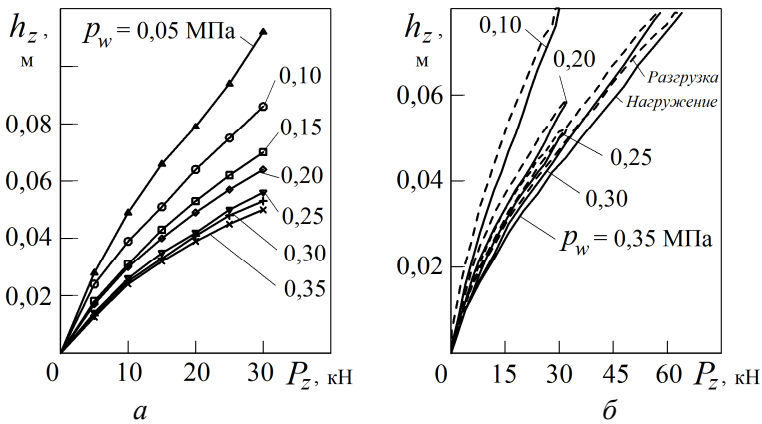 h_z, м
p_w = 0,05 МПа
0,10
0,15
0,20
0,25
0,30
0,35
0,08
0,06
0,04
0,02
0
10
20
30
P_z, кН
а
h_z, м
0,10
0,20
Разгрузка
Нагружение
0,25
0,30
p_w = 0,35 МПа
0,06
0,04
0,02
0
15
30
45
60
P_z, кН
б